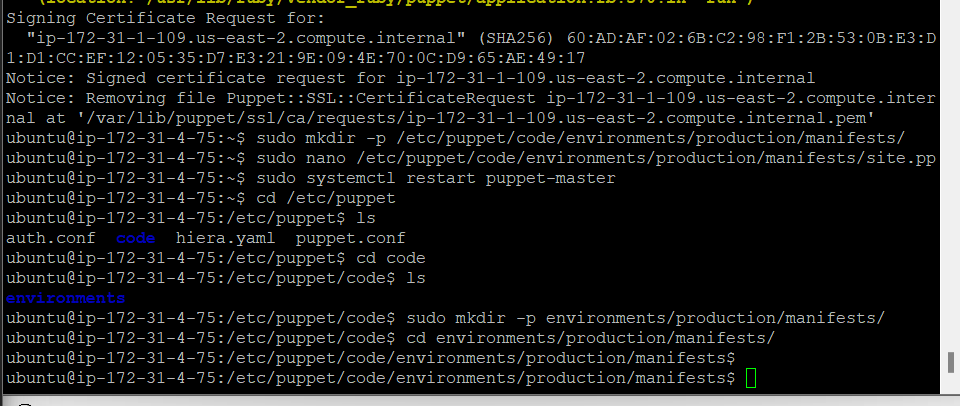 (location: /usr/lib/ruby/vendor_ruby/puppet/application.rb:370:in `run')
Signing Certificate Request for:
  "ip-172-31-1-109.us-east-2.compute.internal" (SHA256) 60:AD:AF:02:6B:C2:98:F1:2B:53:0B:E3:D
1:D1:CC:EF:12:05:35:D7:E3:21:9E:09:4E:70:0C:D9:65:AE:49:17
Notice: Signed certificate request for ip-172-31-1-109.us-east-2.compute.internal
Notice: Removing file Puppet::SSL::CertificateRequest ip-172-31-1-109.us-east-2.compute.inter
nal at '/var/lib/puppet/ssl/ca/requests/ip-172-31-1-109.us-east-2.compute.internal.pem'
ubuntu@ip-172-31-4-75:~$ sudo mkdir -p /etc/puppet/code/environments/production/manifests/
ubuntu@ip-172-31-4-75:~$ sudo nano /etc/puppet/code/environments/production/manifests/site.pp
ubuntu@ip-172-31-4-75:~$ sudo systemctl restart puppet-master
ubuntu@ip-172-31-4-75:~$ cd /etc/puppet
ubuntu@ip-172-31-4-75:/etc/puppet$ ls
auth.conf  code  hiera.yaml  puppet.conf
ubuntu@ip-172-31-4-75:/etc/puppet$ cd code
ubuntu@ip-172-31-4-75:/etc/puppet/code$ ls
environments
ubuntu@ip-172-31-4-75:/etc/puppet/code$ sudo mkdir -p environments/production/manifests/
ubuntu@ip-172-31-4-75:/etc/puppet/code$ cd environments/production/manifests/
ubuntu@ip-172-31-4-75:/etc/puppet/code/environments/production/manifests$
ubuntu@ip-172-31-4-75:/etc/puppet/code/environments/production/manifests$